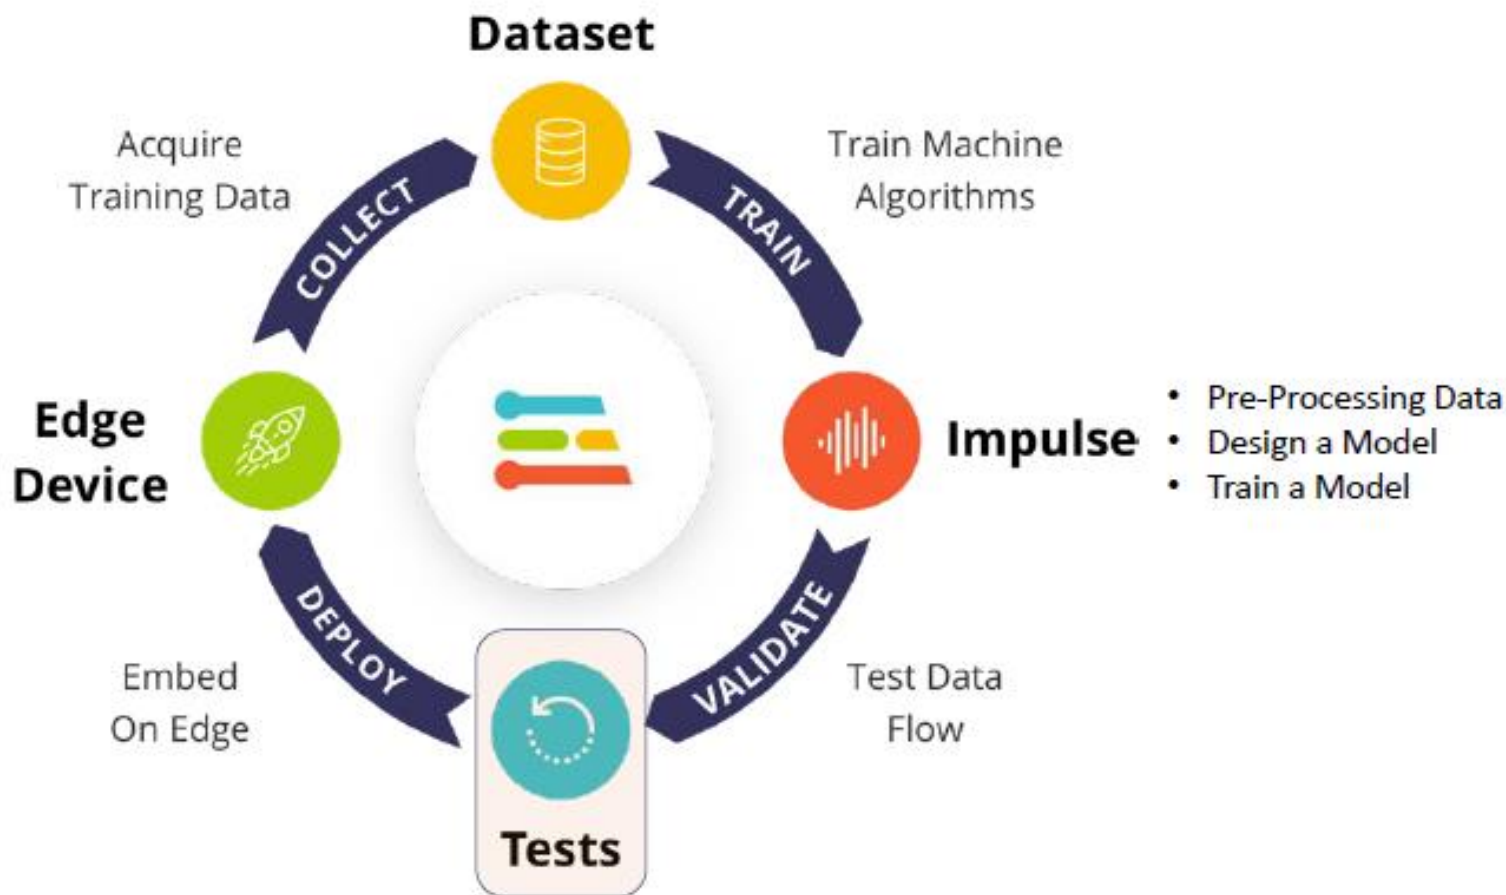 Dataset
Acquire
Training Data
COLLECT
TRAIN
Train Machine
Algorithms
Edge
Device
Impulse
• Pre-Processing Data
• Design a Model
• Train a Model
DEPLOY
VALIDATE
Embed
On Edge
Test Data
Flow
Tests